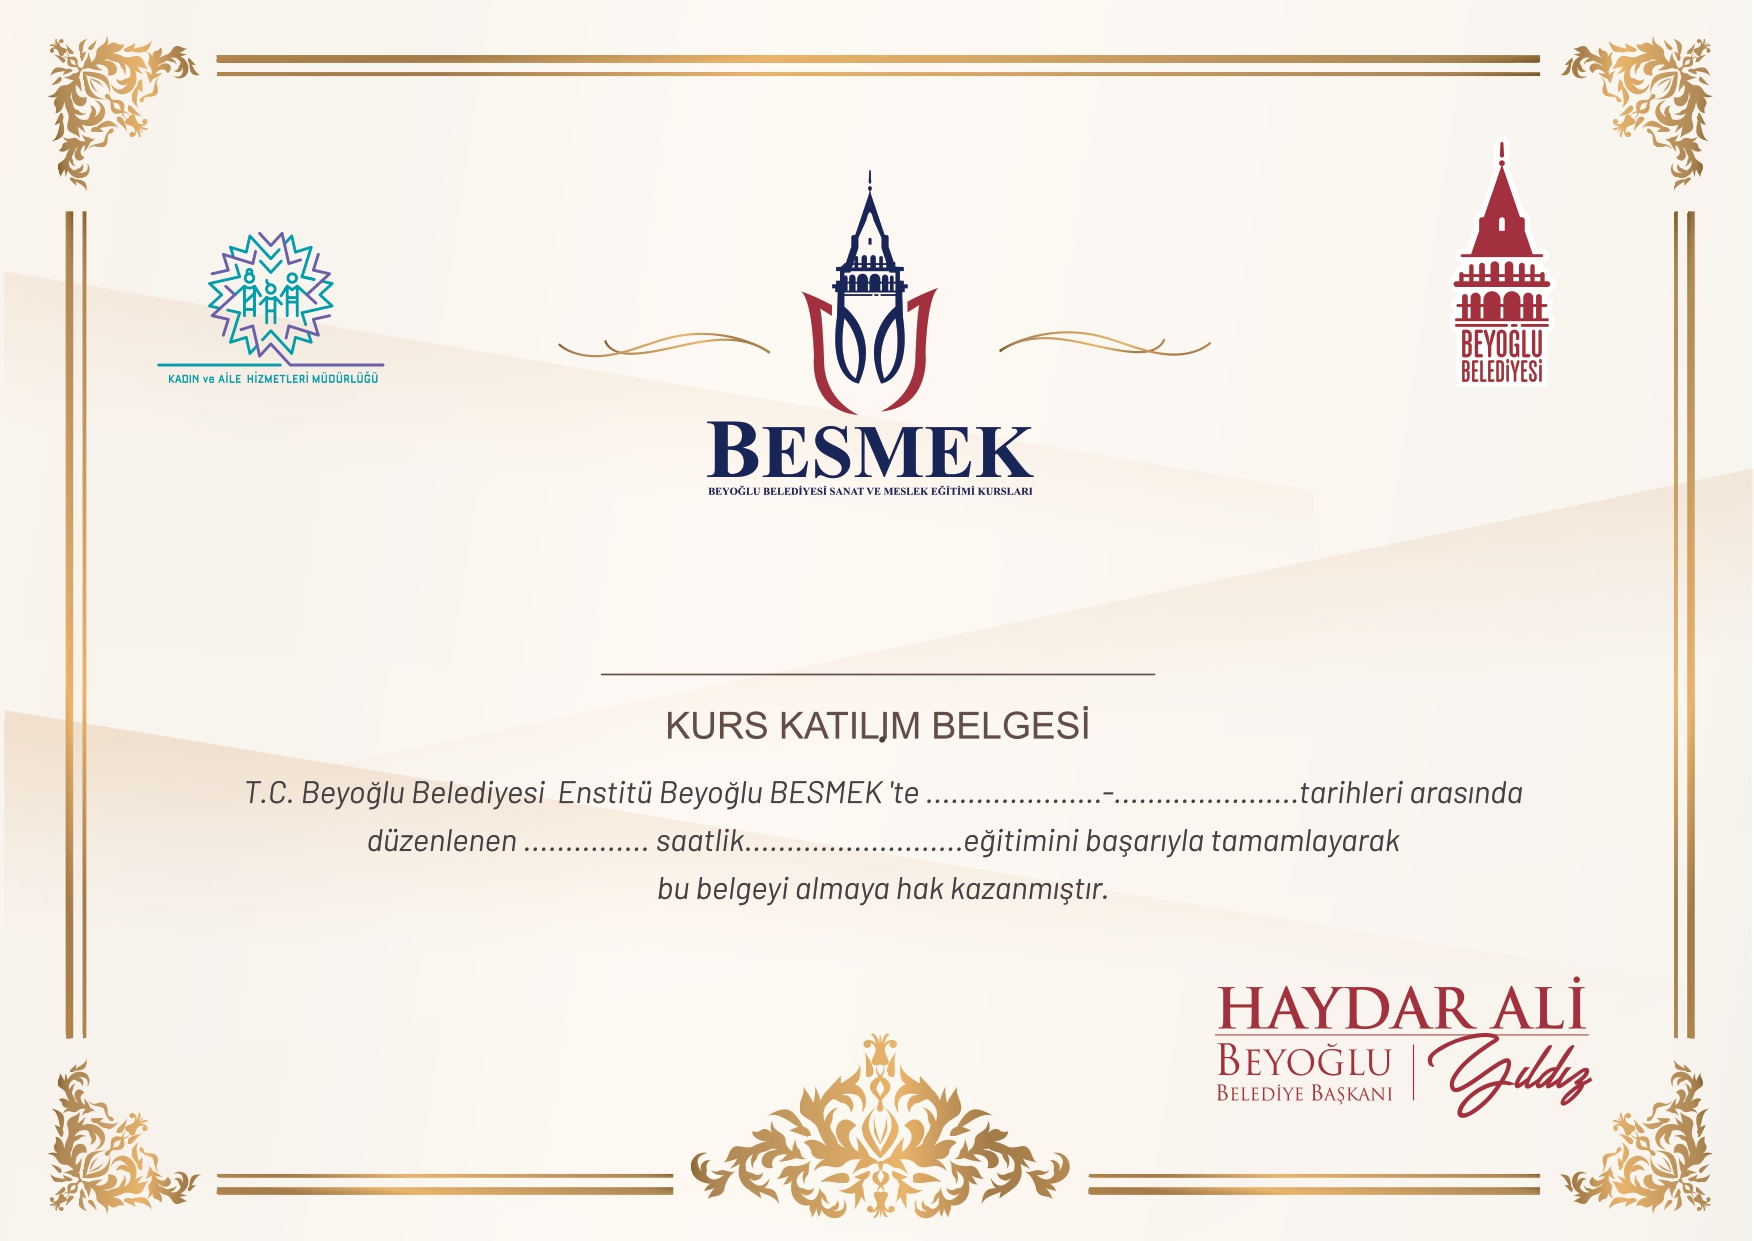 KADIN ve AİLE HİZMETLERİ MÜDÜRLÜĞÜ
BEYOĞLU
BELEDİYESİ
BESMEK
BEYOĞLU BELEDİYESİ SANAT VE MESLEK EĞİTİMİ KURSLARI
KURS KATILIM BELGESİ
T.C. Beyoğlu Belediyesi Enstitü Beyoğlu BESMEK 'te .....................-......................tarihleri arasında
düzenlenen ............... saatlik..........................eğitimini başarıyla tamamlayarak
bu belgeyi almaya hak kazanmıştır.
HAYDAR ALİ
Yıldız
BEYOĞLU
BELEDİYE BAŞKANI